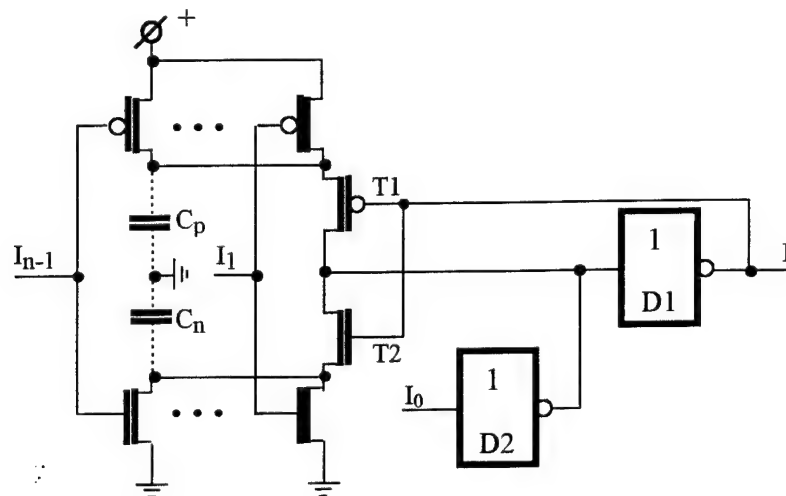 +
• • •
T1
Cp
1
In-1
I1
I
D1
Cn
T2
1
I0
• • •
D2